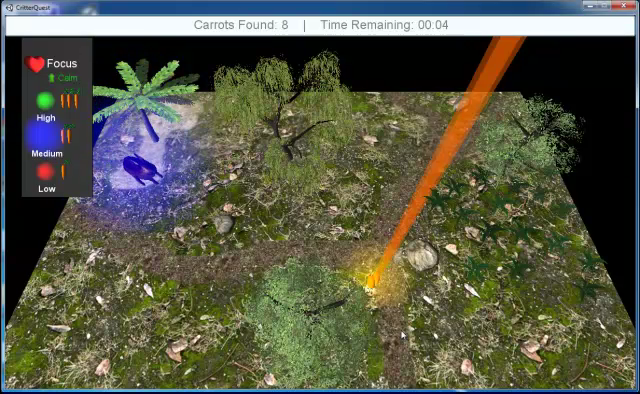 CritterQuest
Carrots Found: 8 | Time Remaining: 00:04
Focus
Calm
High
Medium
Low